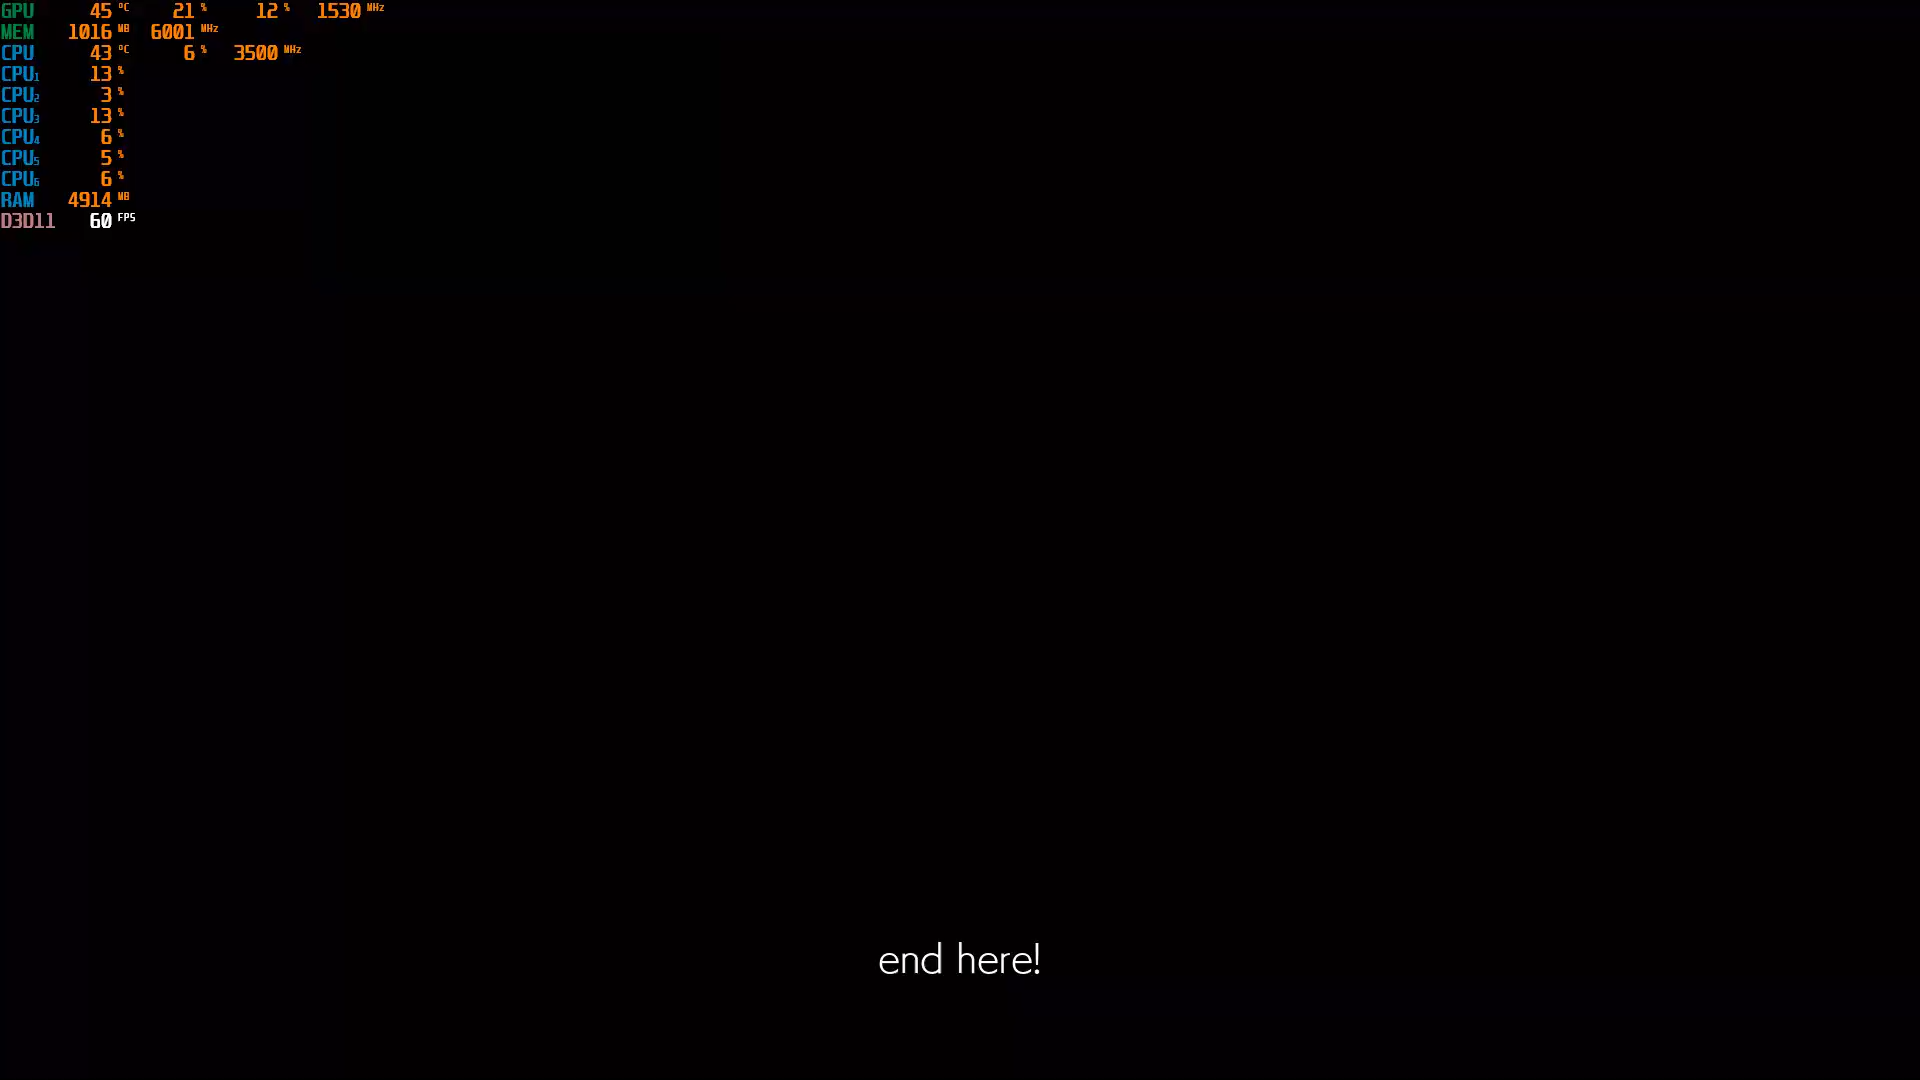 GPU 45 °C 21 % 12 % 1530 MHz
MEM 1016 MB 6001 MHz
CPU 43 °C 6 % 3500 MHz
CPU1 13 %
CPU2 3 %
CPU3 13 %
CPU4 6 %
CPU5 5 %
CPU6 6 %
RAM 4914 MB
D3D11 60 FPS
end here!